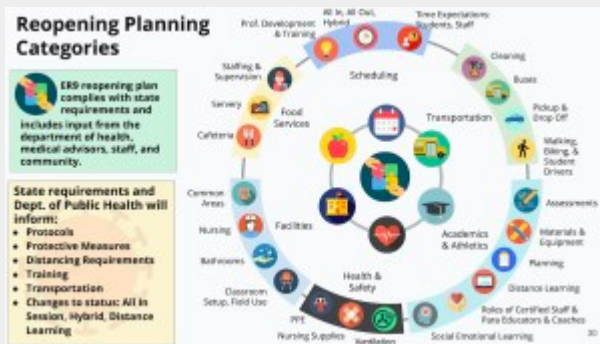 Reopening Planning
Categories
ER9 reopening plan
complies with state
requirements and
includes input from the
department of health,
medical advisors, staff, and
community.
State requirements and
Dept. of Public Health will
inform:
• Protocols
• Protective Measures
• Distancing Requirements
• Training
• Transportation
• Changes to status: All in
Session, Hybrid, Distance
Learning
Prof. Development
& Training
All In, All Out,
Hybrid
Time Expectations:
Students, Staff
Scheduling
Staffing &
Supervision
Servery
Cafeteria
Food
Services
Cleaning
Buses
Pickup &
Drop Off
Walking,
Biking, &
Student
Drivers
Transportation
Common
Areas
Nursing
Bathrooms
Classroom
Setup, Field Use
Facilities
Assessments
Materials &
Equipment
Planning
Distance Learning
Roles of Certified Staff &
Para Educators & Coaches
Social Emotional Learning
Academics
& Athletics
Health &
Safety
PPE
Nursing Supplies
Ventilation
30